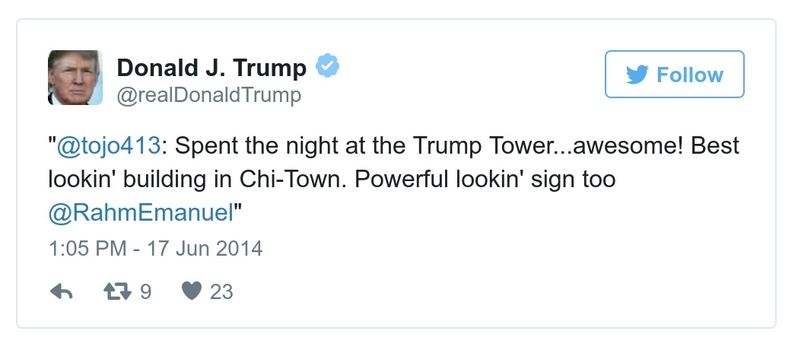 Donald J. Trump
@realDonaldTrump
Follow
"@tojo413: Spent the night at the Trump Tower...awesome! Best
lookin' building in Chi-Town. Powerful lookin' sign too
@RahmEmanuel"
1:05 PM - 17 Jun 2014
9 23